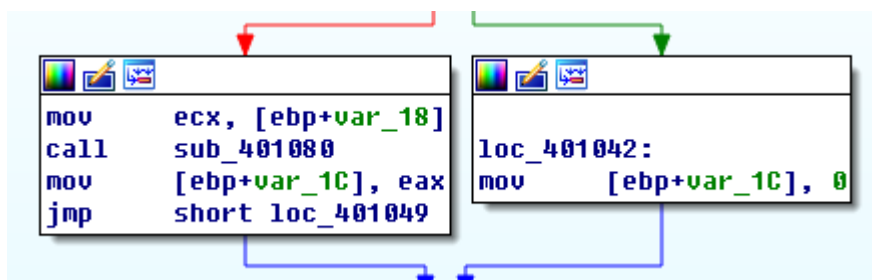 mov ecx, [ebp+var_18]
call sub_401080
mov [ebp+var_1C], eax
jmp short loc_401049
loc_401042:
mov [ebp+var_1C], 0